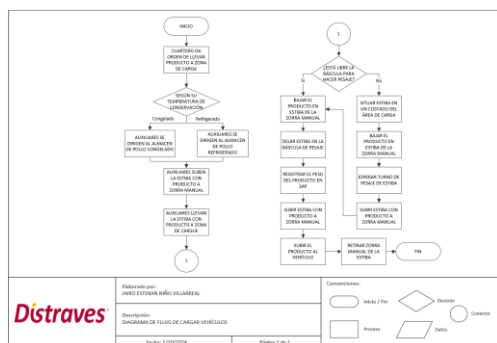 INICIO
CUARTERO DA
ORDEN DE LLEVAR
PRODUCTO A ZONA
DE CARGA
SEGÚN SU
TEMPERATURA DE
CONSERVACIÓN
Congelado
Refrigerado
AUXILIARES SE
DIRIGEN AL ALMACEN
DE POLLO CONGELADO
AUXILIARES SE
DIRIGEN AL ALMACEN
DE POLLO
REFRIGERADO
AUXILIARES SUBEN
LA ESTIBA CON
PRODUCTO A
ZORRA MANUAL
AUXILIARES LLEVAN
LA ESTIBA CON
PRODUCTO A ZONA
DE CARGUE
1
1
¿ESTÁ LIBRE LA
BÁSCULA PARA
HACER PESAJE?
Si
No
BAJAR EL
PRODUCTO EN
ESTIBA DE LA
ZORRA MANUAL
DEJAR ESTIBA EN LA
BÁSCULA DE PESAJE
REGISTRAR EL PESO
DEL PRODUCTO EN
SAP
SUBIR ESTIBA CON
PRODUCTO A
ZORRA MANUAL
SUBIR EL
PRODUCTO AL
VEHÍCULO
SITUAR ESTIBA EN
UN COSTADO DEL
ÁREA DE CARGA
BAJAR EL
PRODUCTO EN
ESTIBA DE LA
ZORRA MANUAL
ESPERAR TURNO DE
PESAJE DE ESTIBA
SUBIR ESTIBA CON
PRODUCTO A
ZORRA MANUAL
RETIRAR ZORRA
MANUAL DE LA
ESTIBA
FIN
Distraves
Elaborado por:
JAIRO ESTEBAN NIÑO VILLARREAL
Descripción:
DIAGRAMA DE FLUJO DE CARGAR VEHÍCULOS
Página 1 de 1
Convenciones:
Inicio / Fin
Decisión
Conector
Proceso
Datos